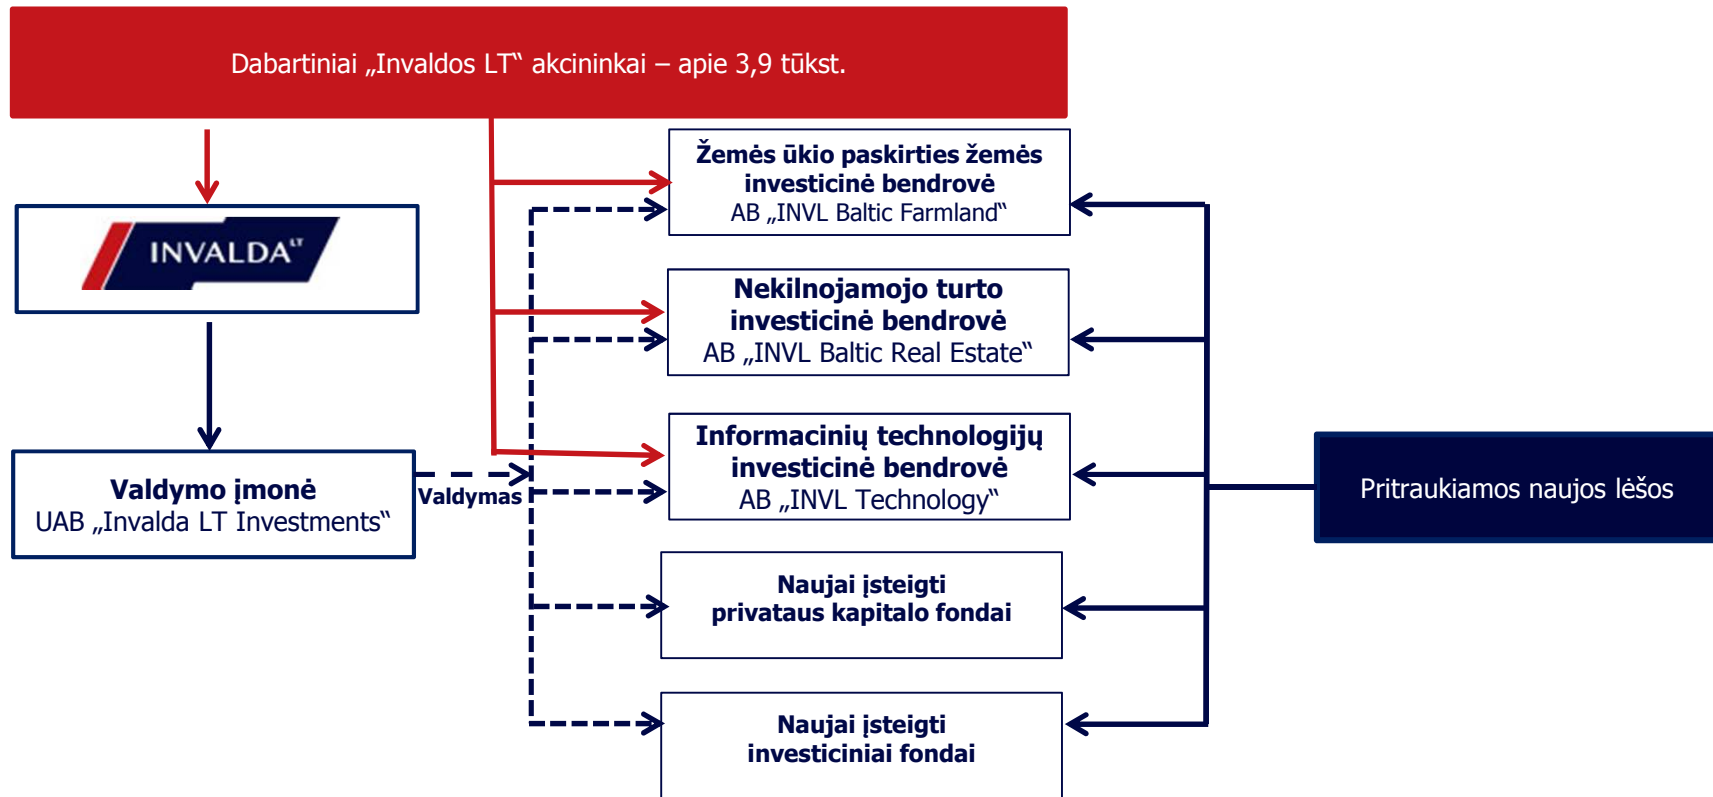 Dabartiniai „Invaldos LT“ akcininkai – apie 3,9 tūkst.
INVALDA LT
Valdymo įmonė
UAB „Invalda LT Investments“
Valdymas
Žemės ūkio paskirties žemės
investicinė bendrovė
AB „INVL Baltic Farmland“
Nekilnojamojo turto
investicinė bendrovė
AB „INVL Baltic Real Estate“
Informacinių technologijų
investicinė bendrovė
AB „INVL Technology“
Naujai įsteigti
privataus kapitalo fondai
Naujai įsteigti
investiciniai fondai
Pritraukiamos naujos lėšos